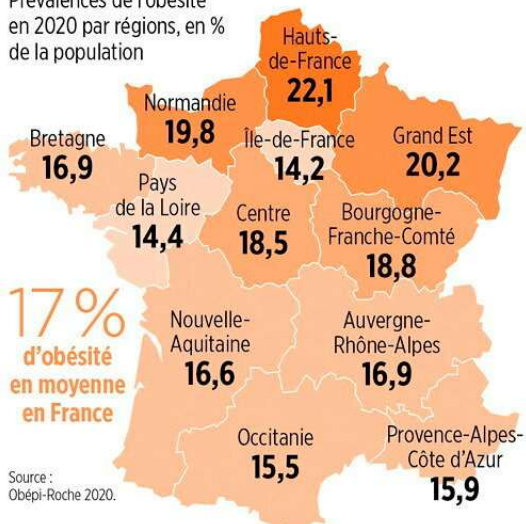 Prévalences de l'obésité
en 2020 par régions, en %
de la population
Hauts-
de-France
22,1
Normandie
19,8
Île-de-France
14,2
Grand Est
20,2
Bretagne
16,9
Pays
de la Loire
14,4
Centre
18,5
Bourgogne-
Franche-Comté
18,8
17 %
d'obésité
en moyenne
en France
Nouvelle-
Aquitaine
16,6
Auvergne-
Rhône-Alpes
16,9
Occitanie
15,5
Provence-Alpes-
Côte d'Azur
15,9
Source :
Obépi-Roche 2020.